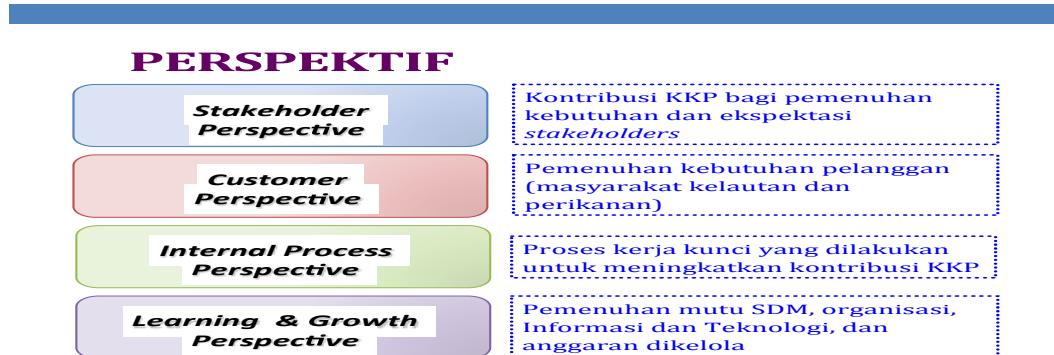 PERSPEKTIF
Stakeholder
Perspective
Kontribusi KKP bagi pemenuhan
kebutuhan dan ekspektasi
stakeholders
Customer
Perspective
Pemenuhan kebutuhan pelanggan
(masyarakat kelautan dan
perikanan)
Internal Process
Perspective
Proses kerja kunci yang dilakukan
untuk meningkatkan kontribusi KKP
Learning & Growth
Perspective
Pemenuhan mutu SDM, organisasi,
Informasi dan Teknologi, dan
anggaran dikelola